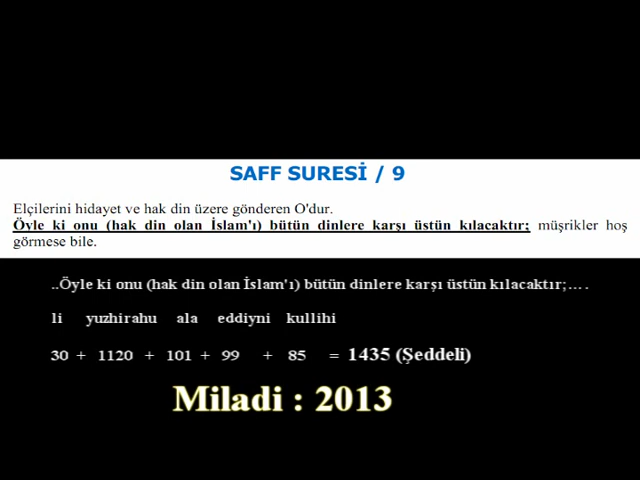 SAFF SURESİ / 9
Elçilerini hidayet ve hak din üzere gönderen O'dur.
Öyle ki onu (hak din olan İslam'ı) bütün dinlere karşı üstün kılacaktır; müşrikler hoş
görmese bile.
..Öyle ki onu (hak din olan İslam'ı) bütün dinlere karşı üstün kılacaktır;....
li yuzhirahu ala eddiyni kullihi
30 + 1120 + 101 + 99 + 85 = 1435 (Şeddeli)
Miladi : 2013